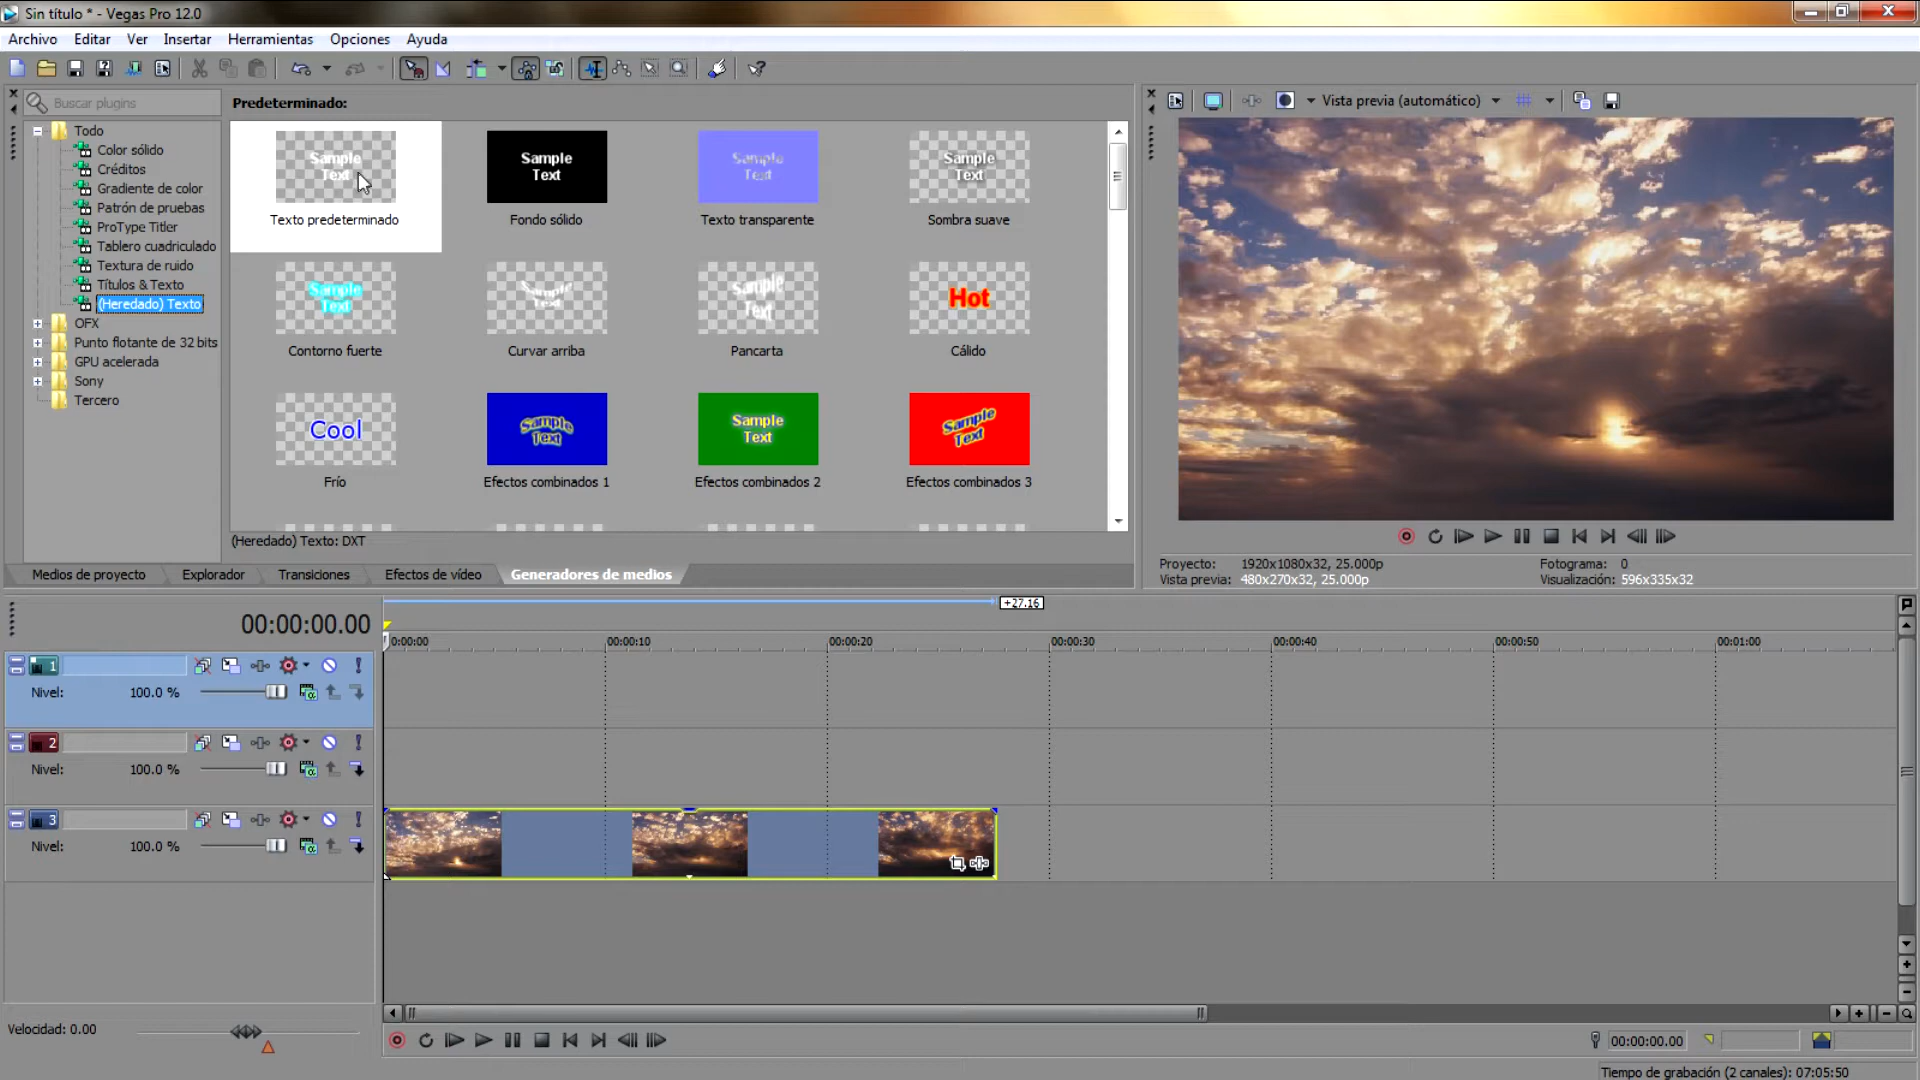 Sin título * - Vegas Pro 12.0
Archivo Editar Ver Insertar Herramientas Opciones Ayuda
Buscar plugins
Todo
Color sólido
Créditos
Gradiente de color
Patrón de pruebas
ProType Titler
Tablero cuadriculado
Textura de ruido
Títulos & Texto
(Heredado) Texto
OFX
Punto flotante de 32 bits
GPU acelerada
Sony
Tercero
Predeterminado:
Sample Text
Sample Text
Sample Text
Sample Text
Texto predeterminado
Fondo sólido
Texto transparente
Sombra suave
Sample Text
Sample Text
Sample Text
Hot
Contorno fuerte
Curvar arriba
Pancarta
Cálido
Cool
Sample Text
Sample Text
Sample Text
Frío
Efectos combinados 1
Efectos combinados 2
Efectos combinados 3
(Heredado) Texto: DXT
Medios de proyecto
Explorador
Transiciones
Efectos de vídeo
Generadores de medios
Vista previa (automático)
Proyecto: 1920x1080x32, 25.000p
Vista previa: 480x270x32, 25.000p
Fotograma: 0
Visualización: 596x335x32
00:00:00.00
+27.16
0:00:00
00:00:10
00:00:20
00:00:30
00:00:40
00:00:50
00:01:00
1
Nivel: 100.0 %
2
Nivel: 100.0 %
3
Nivel: 100.0 %
Velocidad: 0.00
00:00:00.00
Tiempo de grabación (2 canales): 07:05:50